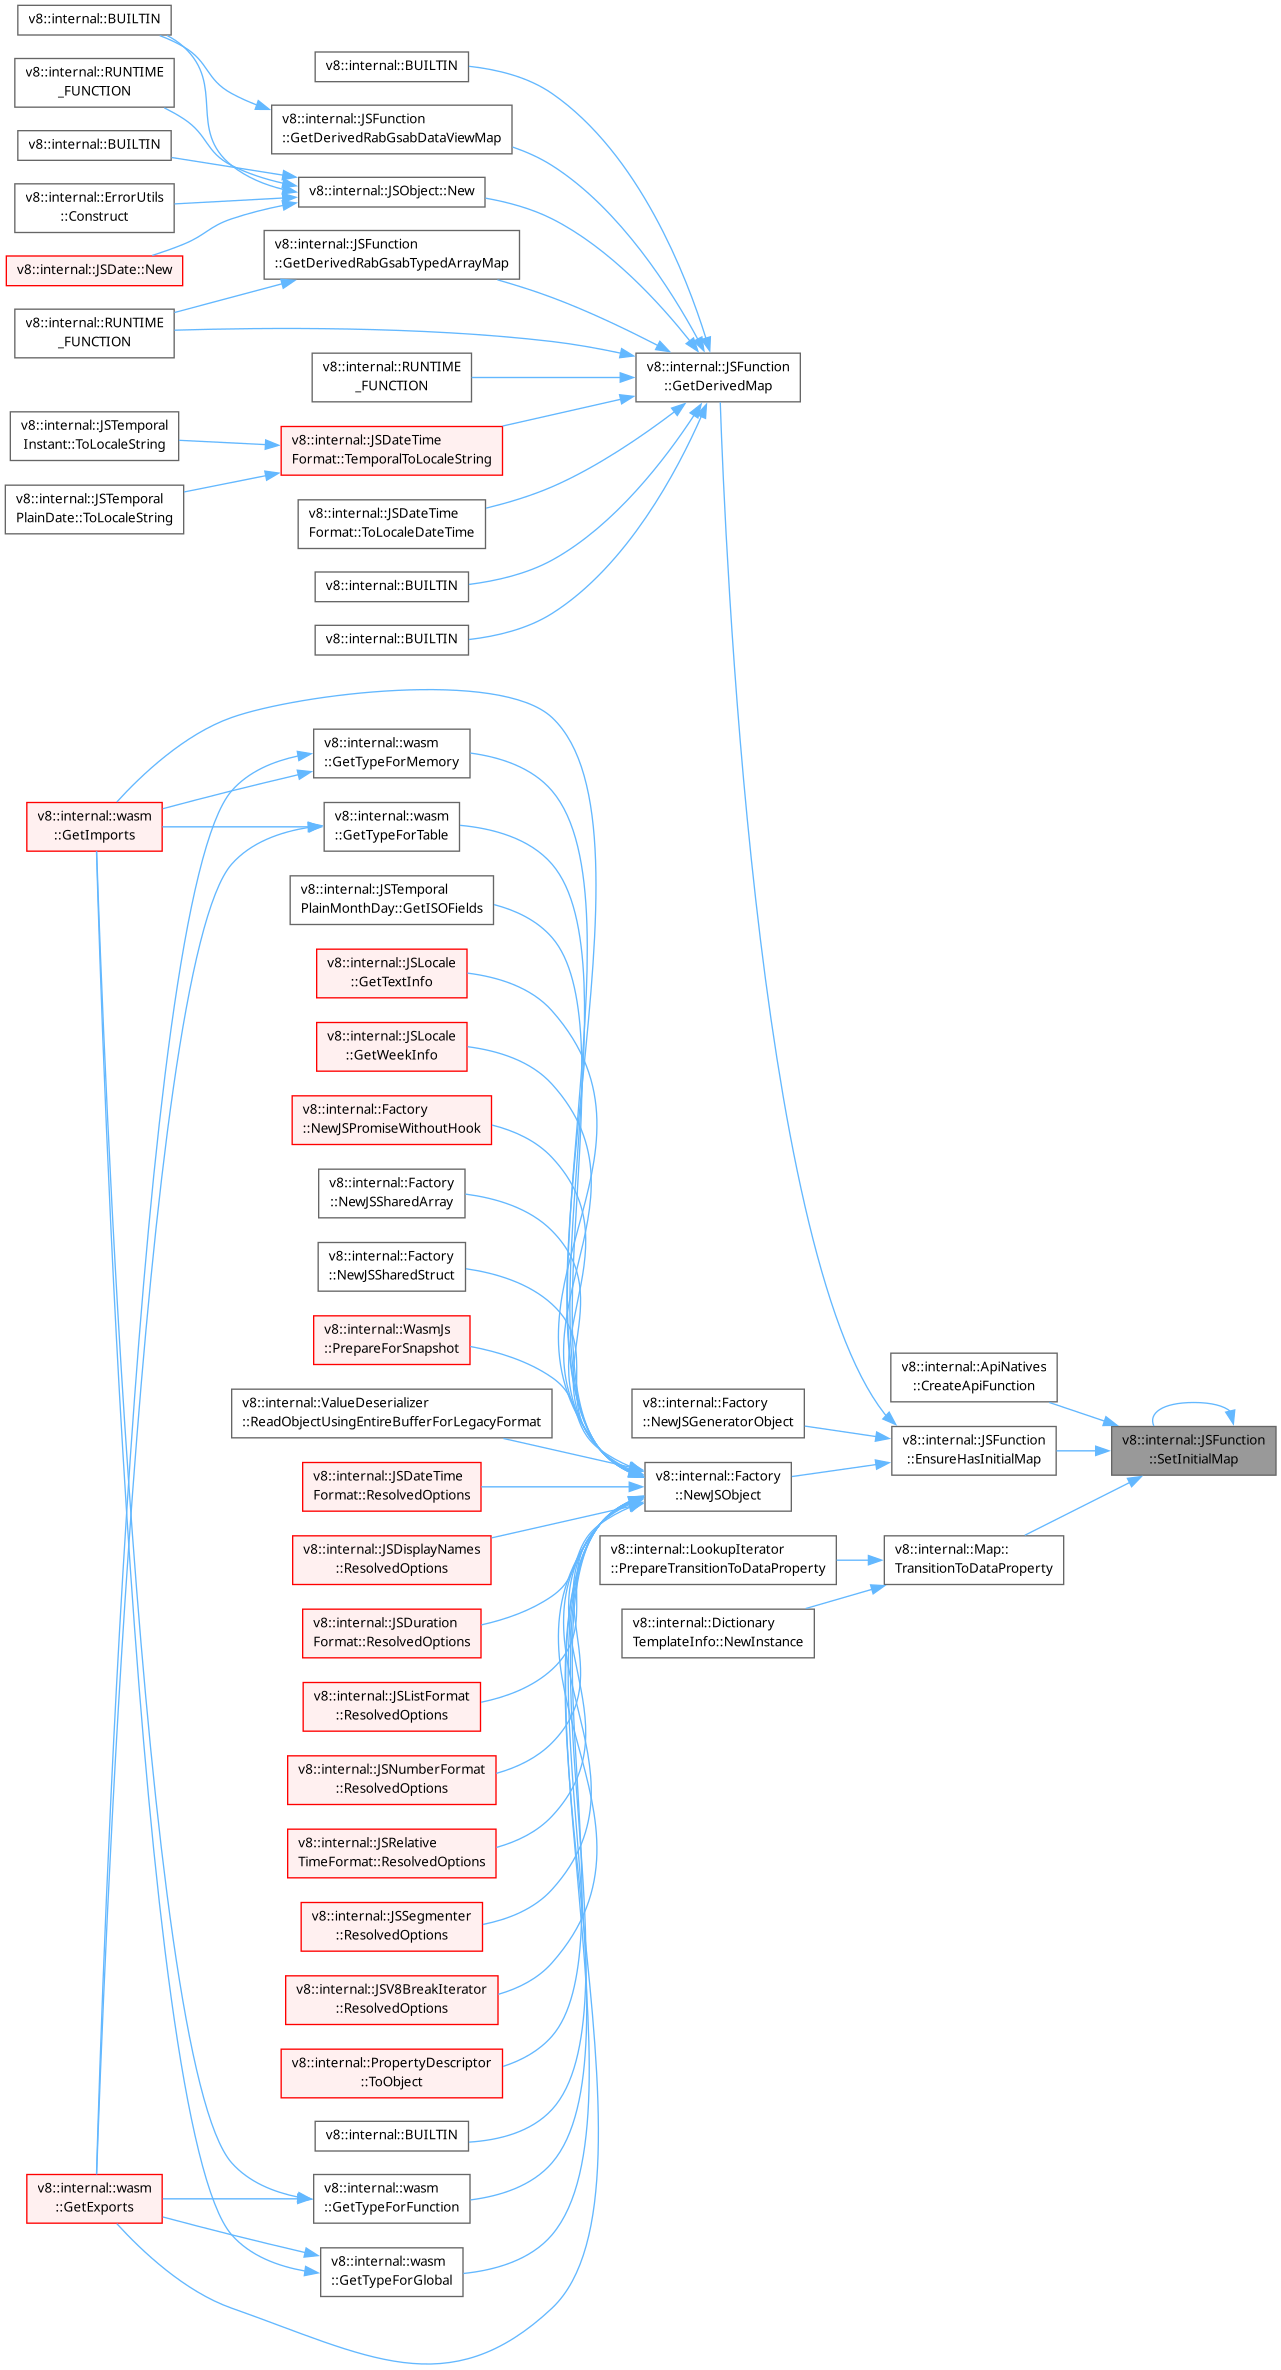 v8::internal::BUILTIN
v8::internal::RUNTIME
_FUNCTION
v8::internal::BUILTIN
v8::internal::ErrorUtils
::Construct
v8::internal::JSDate::New
v8::internal::RUNTIME
_FUNCTION
v8::internal::JSTemporal
Instant::ToLocaleString
v8::internal::JSTemporal
PlainDate::ToLocaleString
v8::internal::wasm
::GetImports
v8::internal::wasm
::GetExports
v8::internal::BUILTIN
v8::internal::JSFunction
::GetDerivedRabGsabDataViewMap
v8::internal::JSObject::New
v8::internal::JSFunction
::GetDerivedRabGsabTypedArrayMap
v8::internal::RUNTIME
_FUNCTION
v8::internal::JSDateTime
Format::TemporalToLocaleString
v8::internal::JSDateTime
Format::ToLocaleDateTime
v8::internal::BUILTIN
v8::internal::BUILTIN
v8::internal::wasm
::GetTypeForMemory
v8::internal::wasm
::GetTypeForTable
v8::internal::JSTemporal
PlainMonthDay::GetISOFields
v8::internal::JSLocale
::GetTextInfo
v8::internal::JSLocale
::GetWeekInfo
v8::internal::Factory
::NewJSPromiseWithoutHook
v8::internal::Factory
::NewJSSharedArray
v8::internal::Factory
::NewJSSharedStruct
v8::internal::WasmJs
::PrepareForSnapshot
v8::internal::ValueDeserializer
::ReadObjectUsingEntireBufferForLegacyFormat
v8::internal::JSDateTime
Format::ResolvedOptions
v8::internal::JSDisplayNames
::ResolvedOptions
v8::internal::JSDuration
Format::ResolvedOptions
v8::internal::JSListFormat
::ResolvedOptions
v8::internal::JSNumberFormat
::ResolvedOptions
v8::internal::JSRelative
TimeFormat::ResolvedOptions
v8::internal::JSSegmenter
::ResolvedOptions
v8::internal::JSV8BreakIterator
::ResolvedOptions
v8::internal::PropertyDescriptor
::ToObject
v8::internal::BUILTIN
v8::internal::wasm
::GetTypeForFunction
v8::internal::wasm
::GetTypeForGlobal
v8::internal::JSFunction
::GetDerivedMap
v8::internal::Factory
::NewJSGeneratorObject
v8::internal::Factory
::NewJSObject
v8::internal::LookupIterator
::PrepareTransitionToDataProperty
v8::internal::Dictionary
TemplateInfo::NewInstance
v8::internal::ApiNatives
::CreateApiFunction
v8::internal::JSFunction
::EnsureHasInitialMap
v8::internal::Map::
TransitionToDataProperty
v8::internal::JSFunction
::SetInitialMap